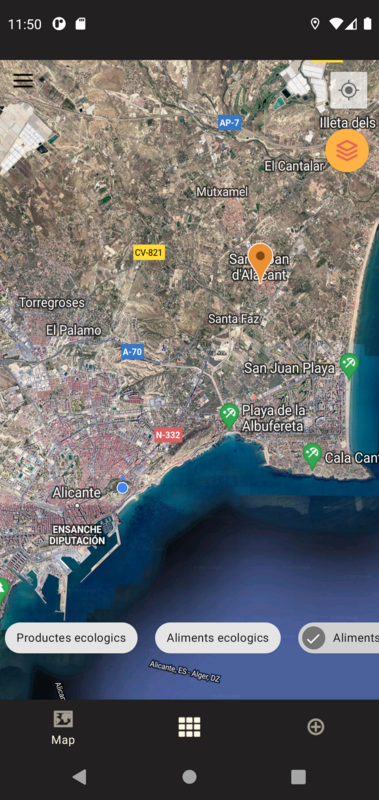 11:50
Illeta dels
AP-7
El Cantalar
Mutxamel
CV-821
d'Alacant
Torregroses
Santa Faz
El Palamo
A-70
San Juan Playa
Playa de la
Albufereta
N-332
Cala Cant
Alicante
ENSANCHE
DIPUTACIÓN
Productes ecologics
Aliments ecologics
Aliments
Alicante, ES - Alger, DZ
Map